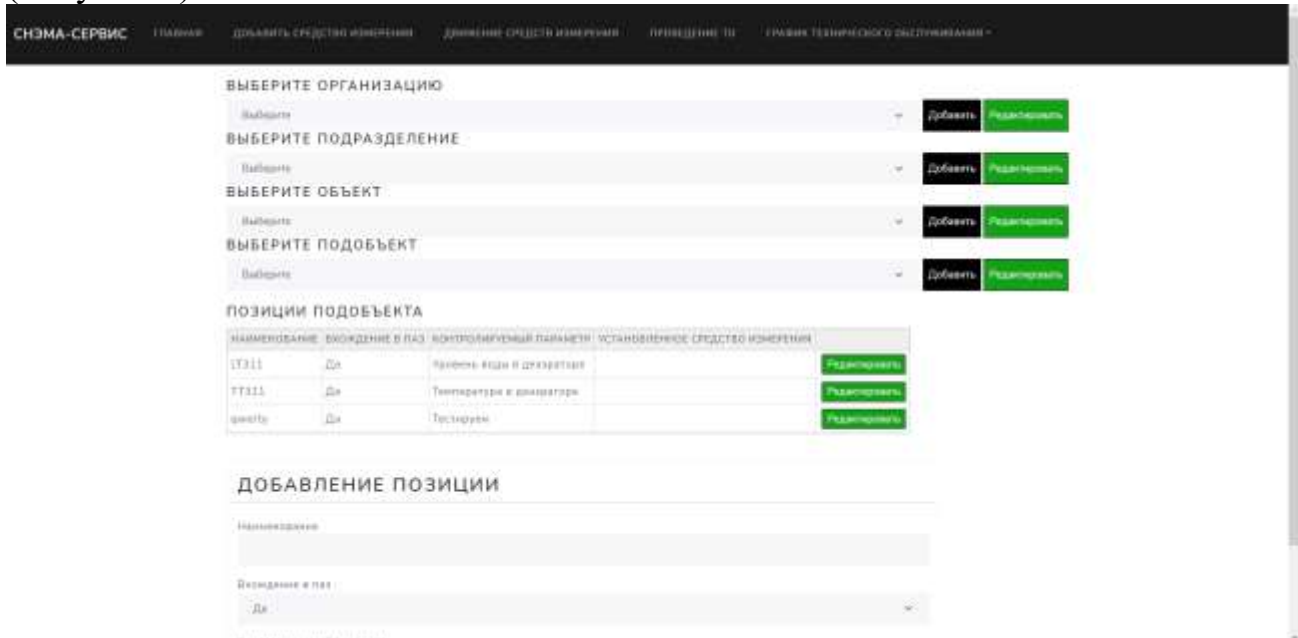 СНЭМА-СЕРВИС ГЛАВНАЯ ДОБАВИТЬ СРЕДСТВО ИЗМЕРЕНИЯ ДВИЖЕНИЕ СРЕДСТВ ИЗМЕРЕНИЯ ПРОВЕДЕНИЕ ТО ГРАФИК ТЕХНИЧЕСКОГО ОБСЛУЖИВАНИЯ
ВЫБЕРИТЕ ОРГАНИЗАЦИЮ
Выберите Добавить Редактировать
ВЫБЕРИТЕ ПОДРАЗДЕЛЕНИЕ
Выберите Добавить Редактировать
ВЫБЕРИТЕ ОБЪЕКТ
Выберите Добавить Редактировать
ВЫБЕРИТЕ ПОДОБЪЕКТ
Выберите Добавить Редактировать
ПОЗИЦИИ ПОДОБЪЕКТА
НАИМЕНОВАНИЕ ВХОЖДЕНИЕ В ПАЗ КОНТРОЛИРУЕМЫЙ ПАРАМЕТР УСТАНОВЛЕННОЕ СРЕДСТВО ИЗМЕРЕНИЯ
LT311 Да Уровень воды в деаэраторе Редактировать
TT311 Да Температура в деаэраторе Редактировать
qwerty Да Тестируем Редактировать
ДОБАВЛЕНИЕ ПОЗИЦИИ
Наименование
Вхождение в паз
Да